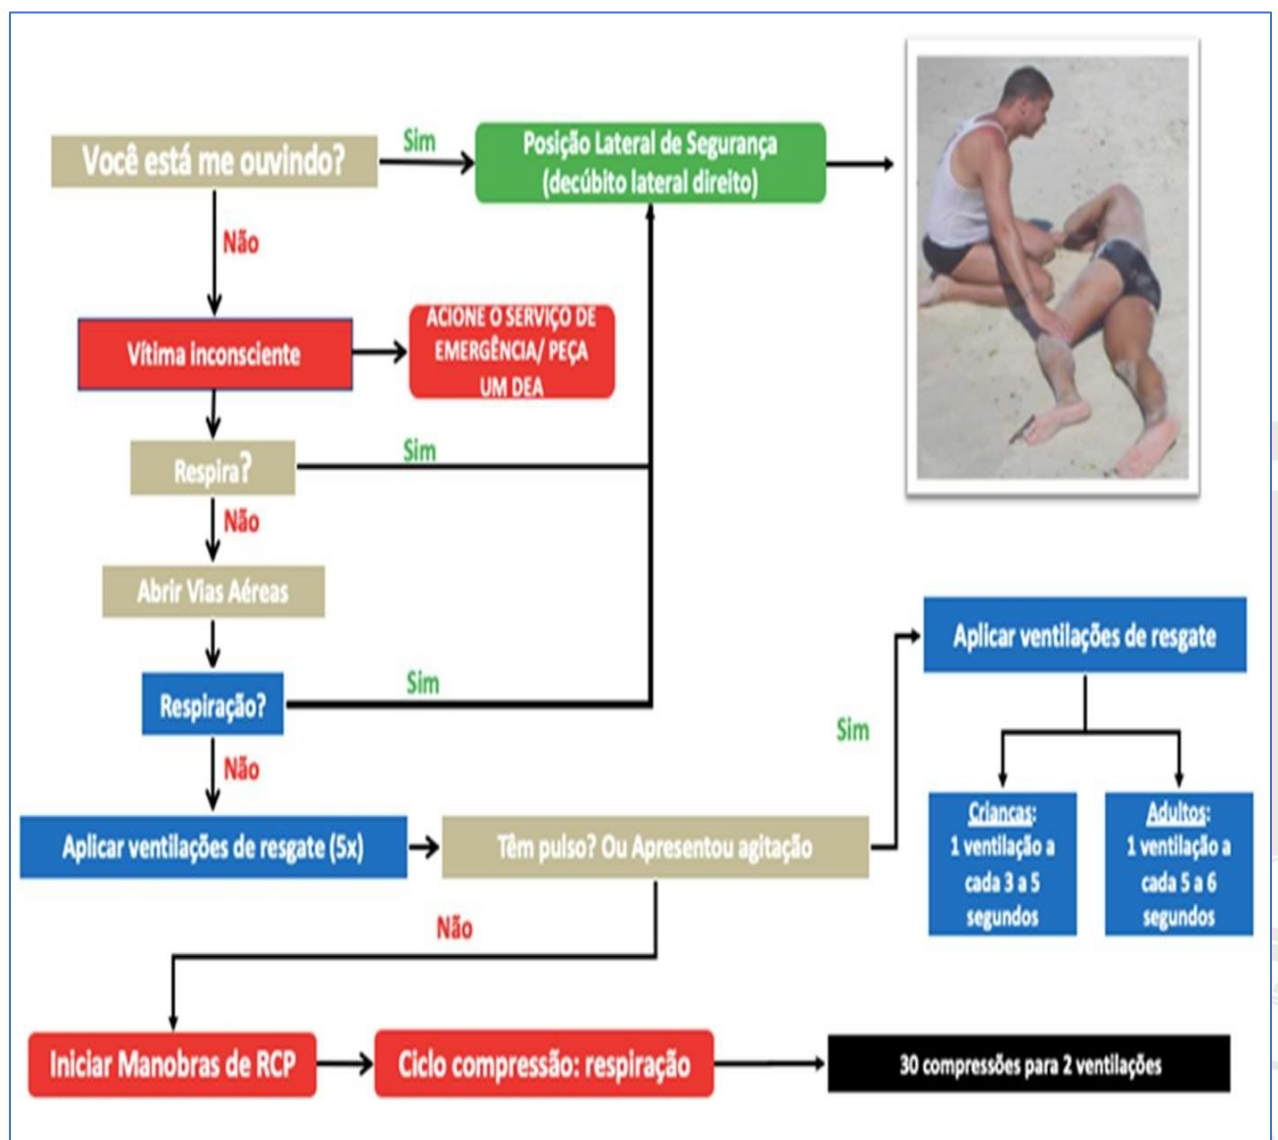 Você está me ouvindo?
Sim
Posição Lateral de Segurança
(decúbito lateral direito)
Não
Vítima inconsciente
ACIONE O SERVIÇO DE
EMERGÊNCIA/ PEÇA
UM DEA
Respira?
Sim
Não
Abrir Vias Aéreas
Respiração?
Sim
Não
Aplicar ventilações de resgate (5x)
Têm pulso? Ou Apresentou agitação
Sim
Aplicar ventilações de resgate
Crianças:
1 ventilação a
cada 3 a 5
segundos
Adultos:
1 ventilação a
cada 5 a 6
segundos
Não
Iniciar Manobras de RCP
Ciclo compressão: respiração
30 compressões para 2 ventilações